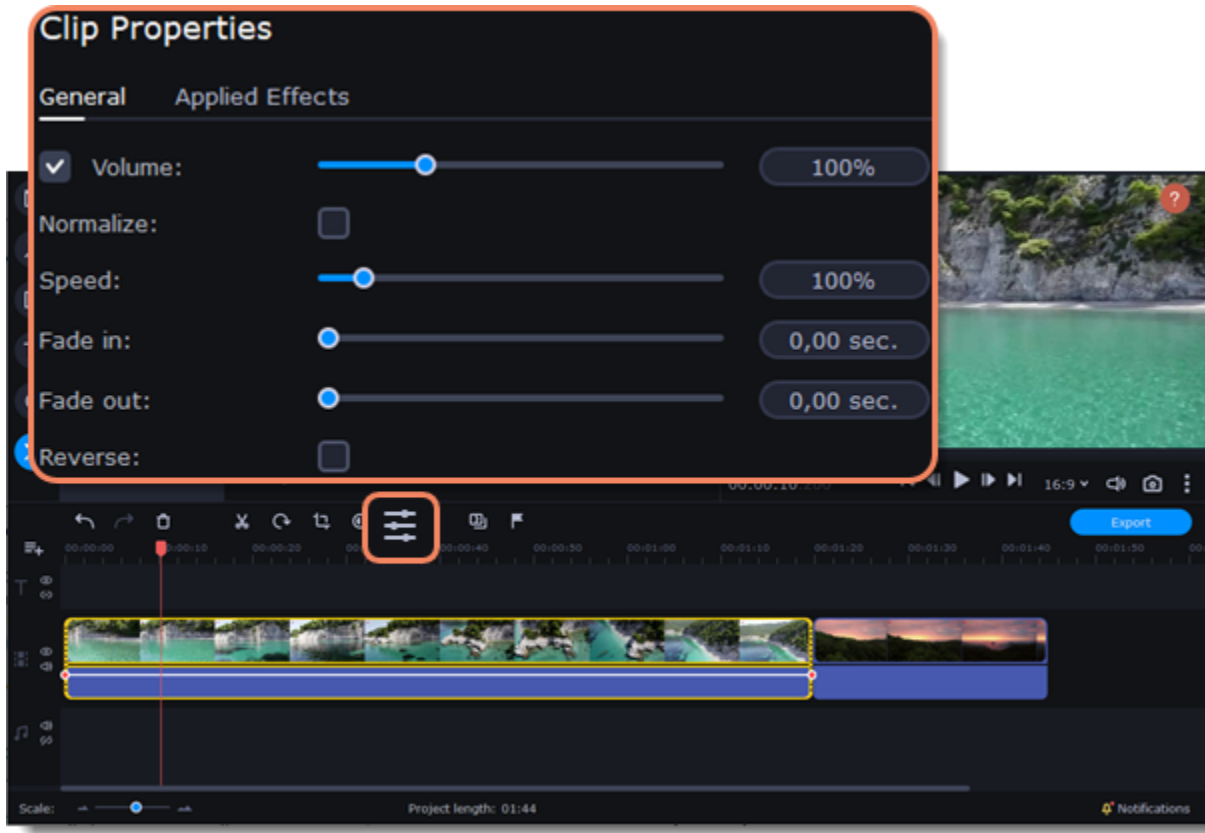 Clip Properties
General Applied Effects
Volume: 100%
Normalize:
Speed: 100%
Fade in: 0,00 sec.
Fade out: 0,00 sec.
Reverse:
?
16:9
Export
00:00:00 0:00:10 00:00:20 00:00:40 00:00:50 00:01:00 00:01:10 00:01:20 00:01:30 00:01:40 00:01:50
T
Scale: Project length: 01:44 Notifications